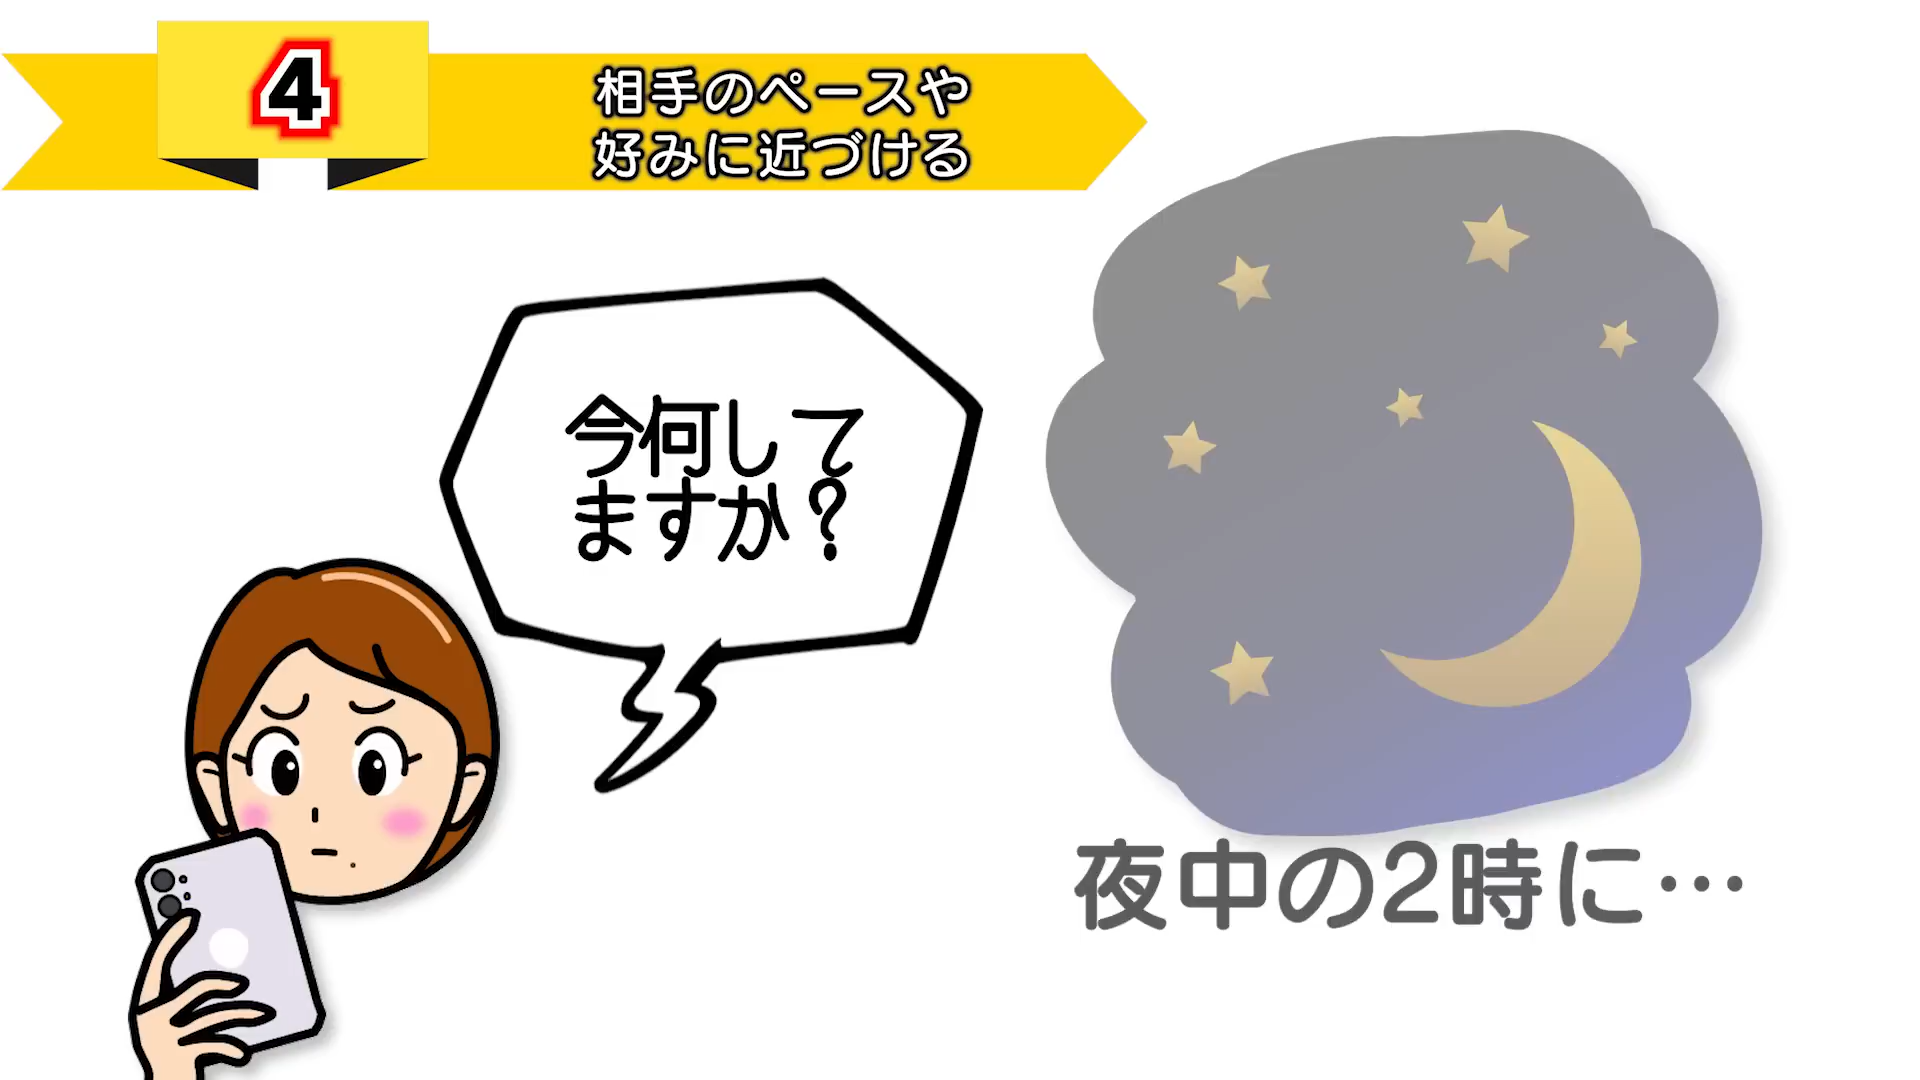 4
相手のペースや
好みに近づける
今何して
ますか？
夜中の2時に…